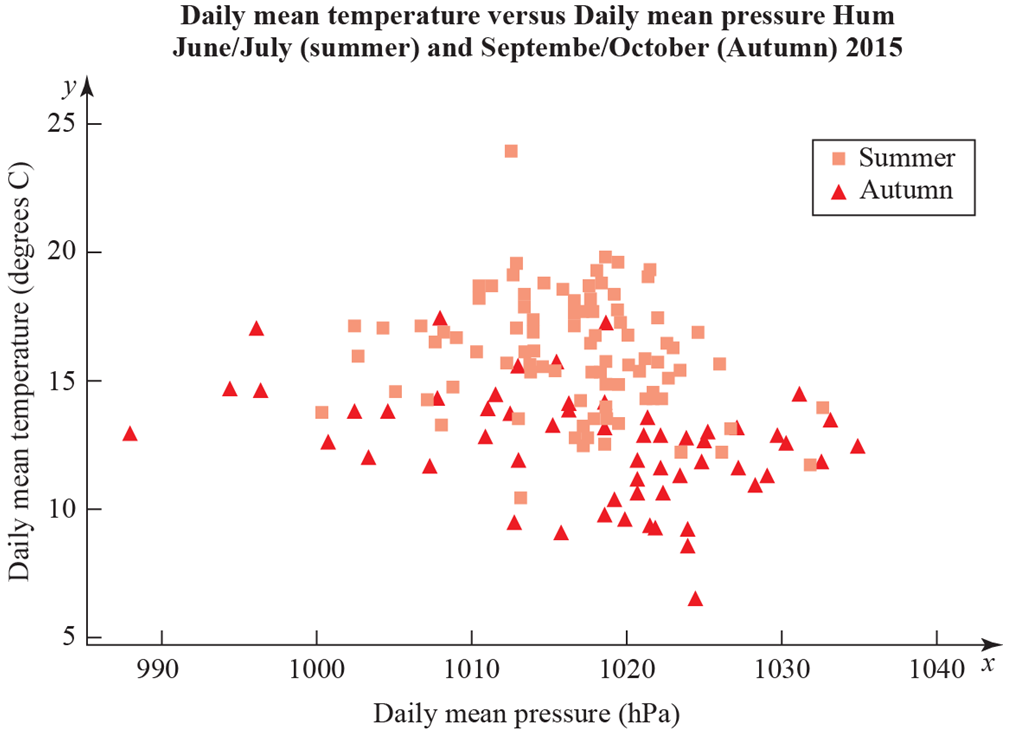 Daily mean temperature versus Daily mean pressure Hum
June/July (summer) and Septembe/October (Autumn) 2015
y
25
20
15
10
5
Daily mean temperature (degrees C)
Summer
Autumn
990 1000 1010 1020 1030 1040 x
Daily mean pressure (hPa)